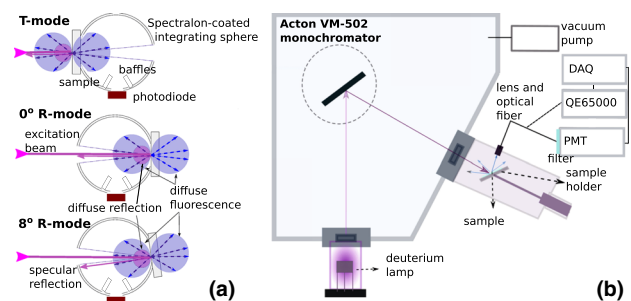 T-mode
Spectralon-coated
integrating sphere
sample
baffles
photodiode
0° R-mode
excitation
beam
diffuse reflection
diffuse
fluorescence
8° R-mode
specular
reflection
(a)
Acton VM-502
monochromator
vacuum
pump
lens and
optical
fiber
DAQ
QE65000
PMT
filter
sample
holder
sample
deuterium
lamp
(b)